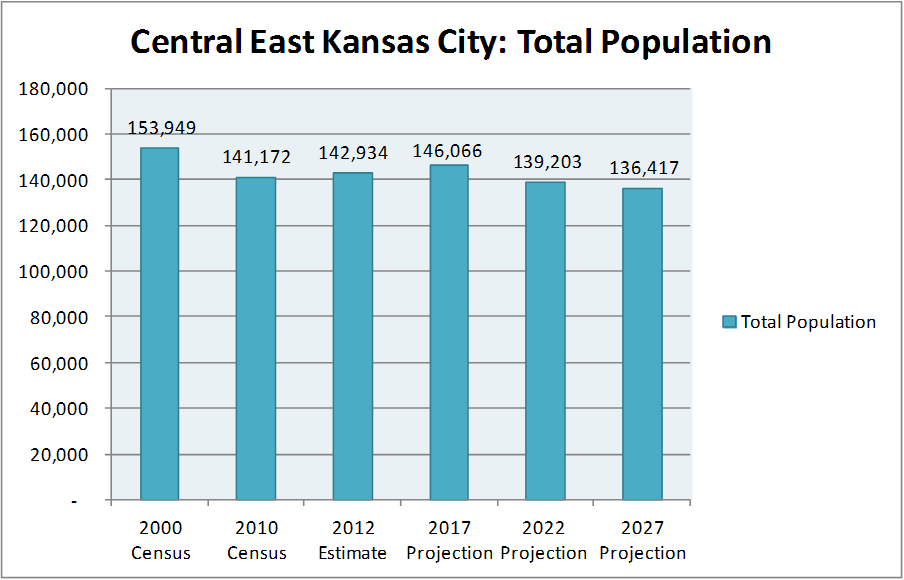 Central East Kansas City: Total Population
180,000
160,000
140,000
120,000
100,000
80,000
60,000
40,000
20,000
-
153,949
141,172
142,934
146,066
139,203
136,417
2000 Census
2010 Census
2012 Estimate
2017 Projection
2022 Projection
2027 Projection
Total Population